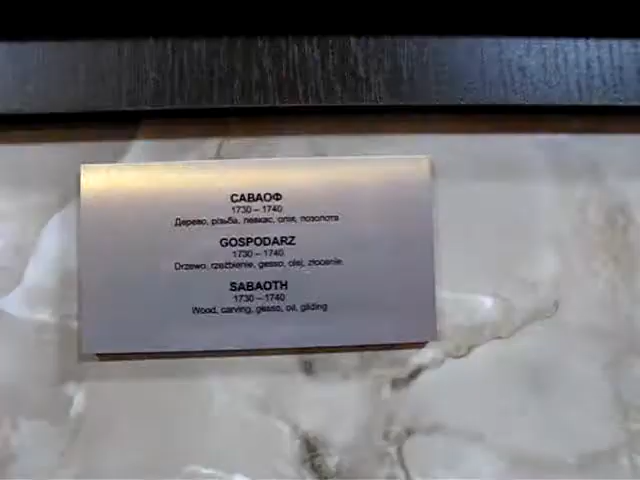 САВАОФ
1730 – 1740
Дерево, різьба, левкас, олія, позолота
GOSPODARZ
1730 – 1740
Drzewo, rzeźbienie, gesso, olej, złocenie
SABAOTH
1730 – 1740
Wood, carving, gesso, oil, gilding